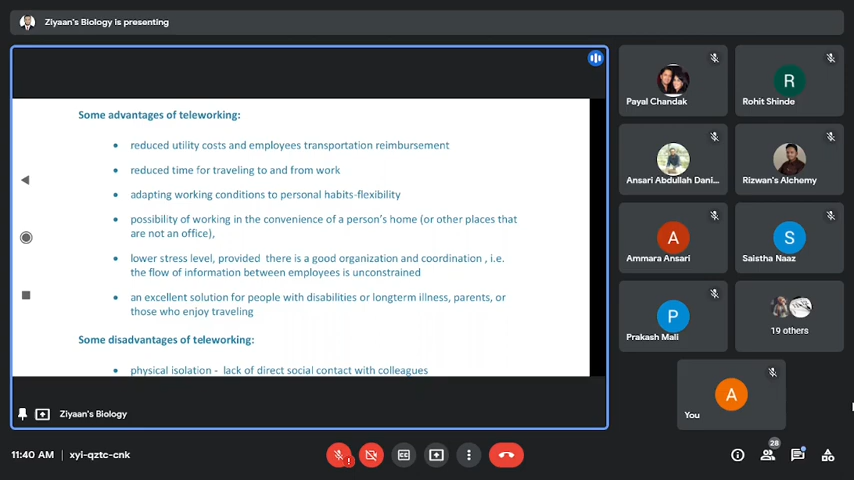 Ziyaan's Biology is presenting
Some advantages of teleworking:
reduced utility costs and employees transportation reimbursement
reduced time for traveling to and from work
adapting working conditions to personal habits-flexibility
possibility of working in the convenience of a person's home (or other places that
are not an office),
lower stress level, provided there is a good organization and coordination , i.e.
the flow of information between employees is unconstrained
an excellent solution for people with disabilities or longterm illness, parents, or
those who enjoy traveling
Some disadvantages of teleworking:
physical isolation - lack of direct social contact with colleagues
Ziyaan's Biology
Payal Chandak
R
Rohit Shinde
Ansari Abdullah Dani...
Rizwan's Alchemy
A
Ammara Ansari
S
Saistha Naaz
P
Prakash Mali
19 others
A
You
11:40 AM | xyi-qztc-cnk
28